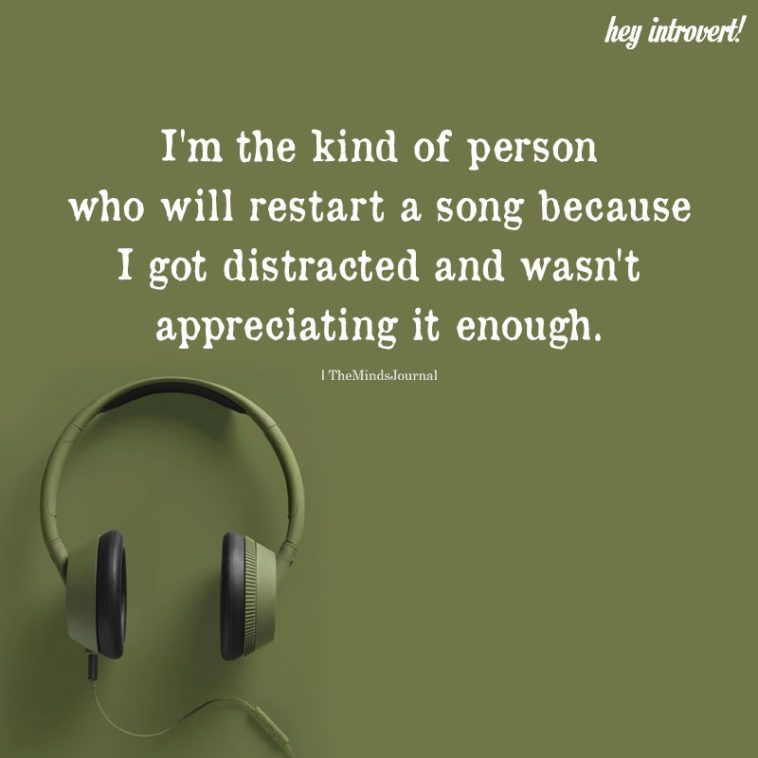 hey introvert!
I'm the kind of person
who will restart a song because
I got distracted and wasn't
appreciating it enough.
| TheMindsJournal